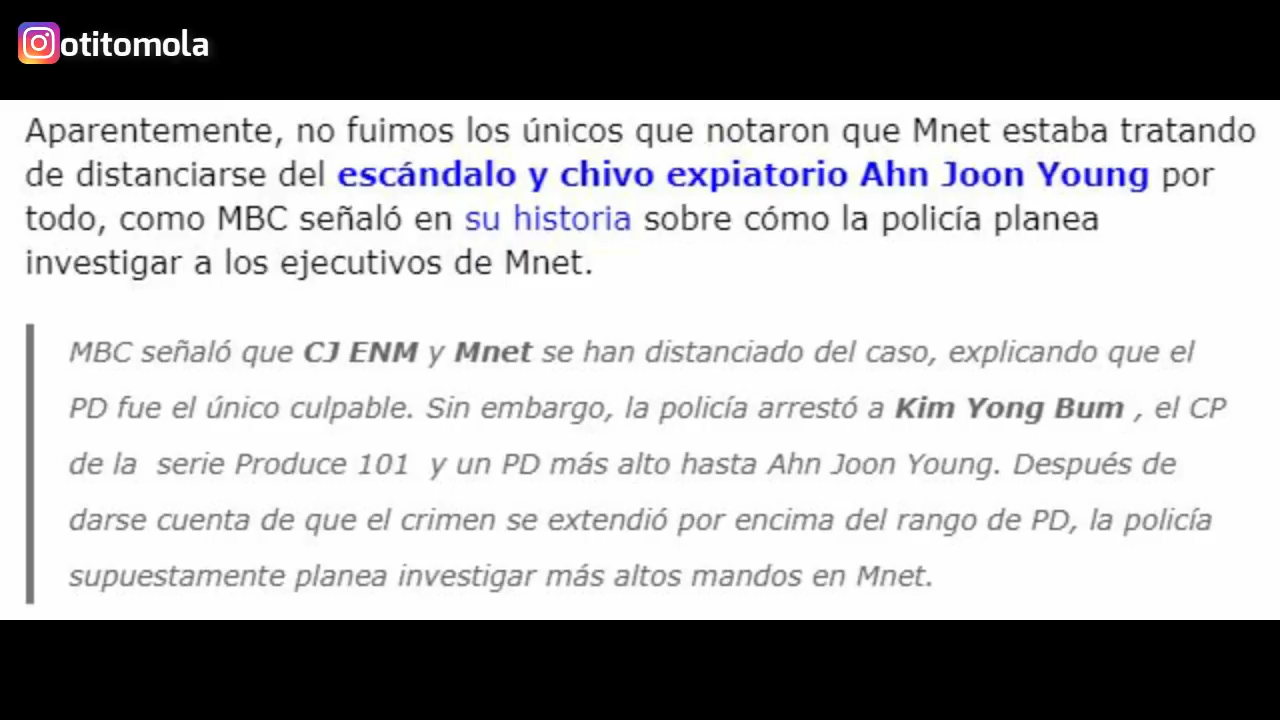 otitomola
Aparentemente, no fuimos los únicos que notaron que Mnet estaba tratando
de distanciarse del escándalo y chivo expiatorio Ahn Joon Young por
todo, como MBC señaló en su historia sobre cómo la policía planea
investigar a los ejecutivos de Mnet.
MBC señaló que CJ ENM y Mnet se han distanciado del caso, explicando que el
PD fue el único culpable. Sin embargo, la policía arrestó a Kim Yong Bum , el CP
de la  serie Produce 101  y un PD más alto hasta Ahn Joon Young. Después de
darse cuenta de que el crimen se extendió por encima del rango de PD, la policía
supuestamente planea investigar más altos mandos en Mnet.